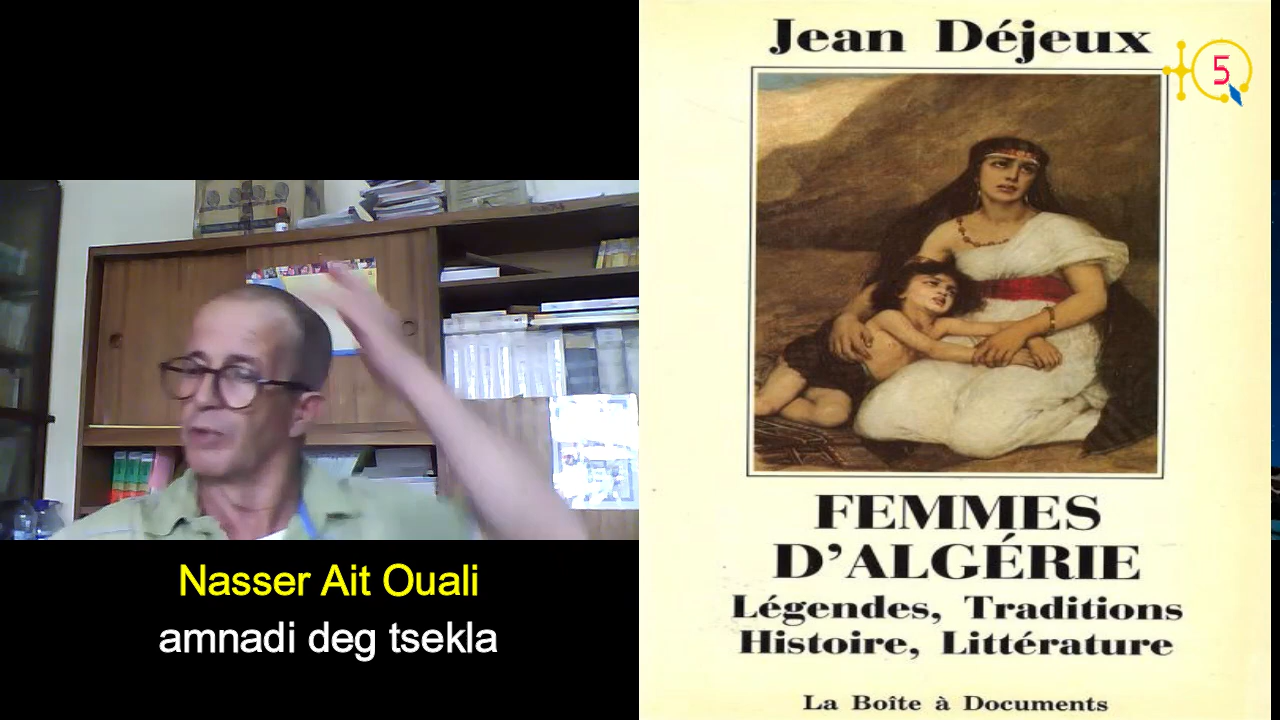 Nasser Ait Ouali
amnadi deg tsekla
Jean Déjeux
5
FEMMES
D'ALGÉRIE
Légendes, Traditions
Histoire, Littérature
La Boîte à Documents